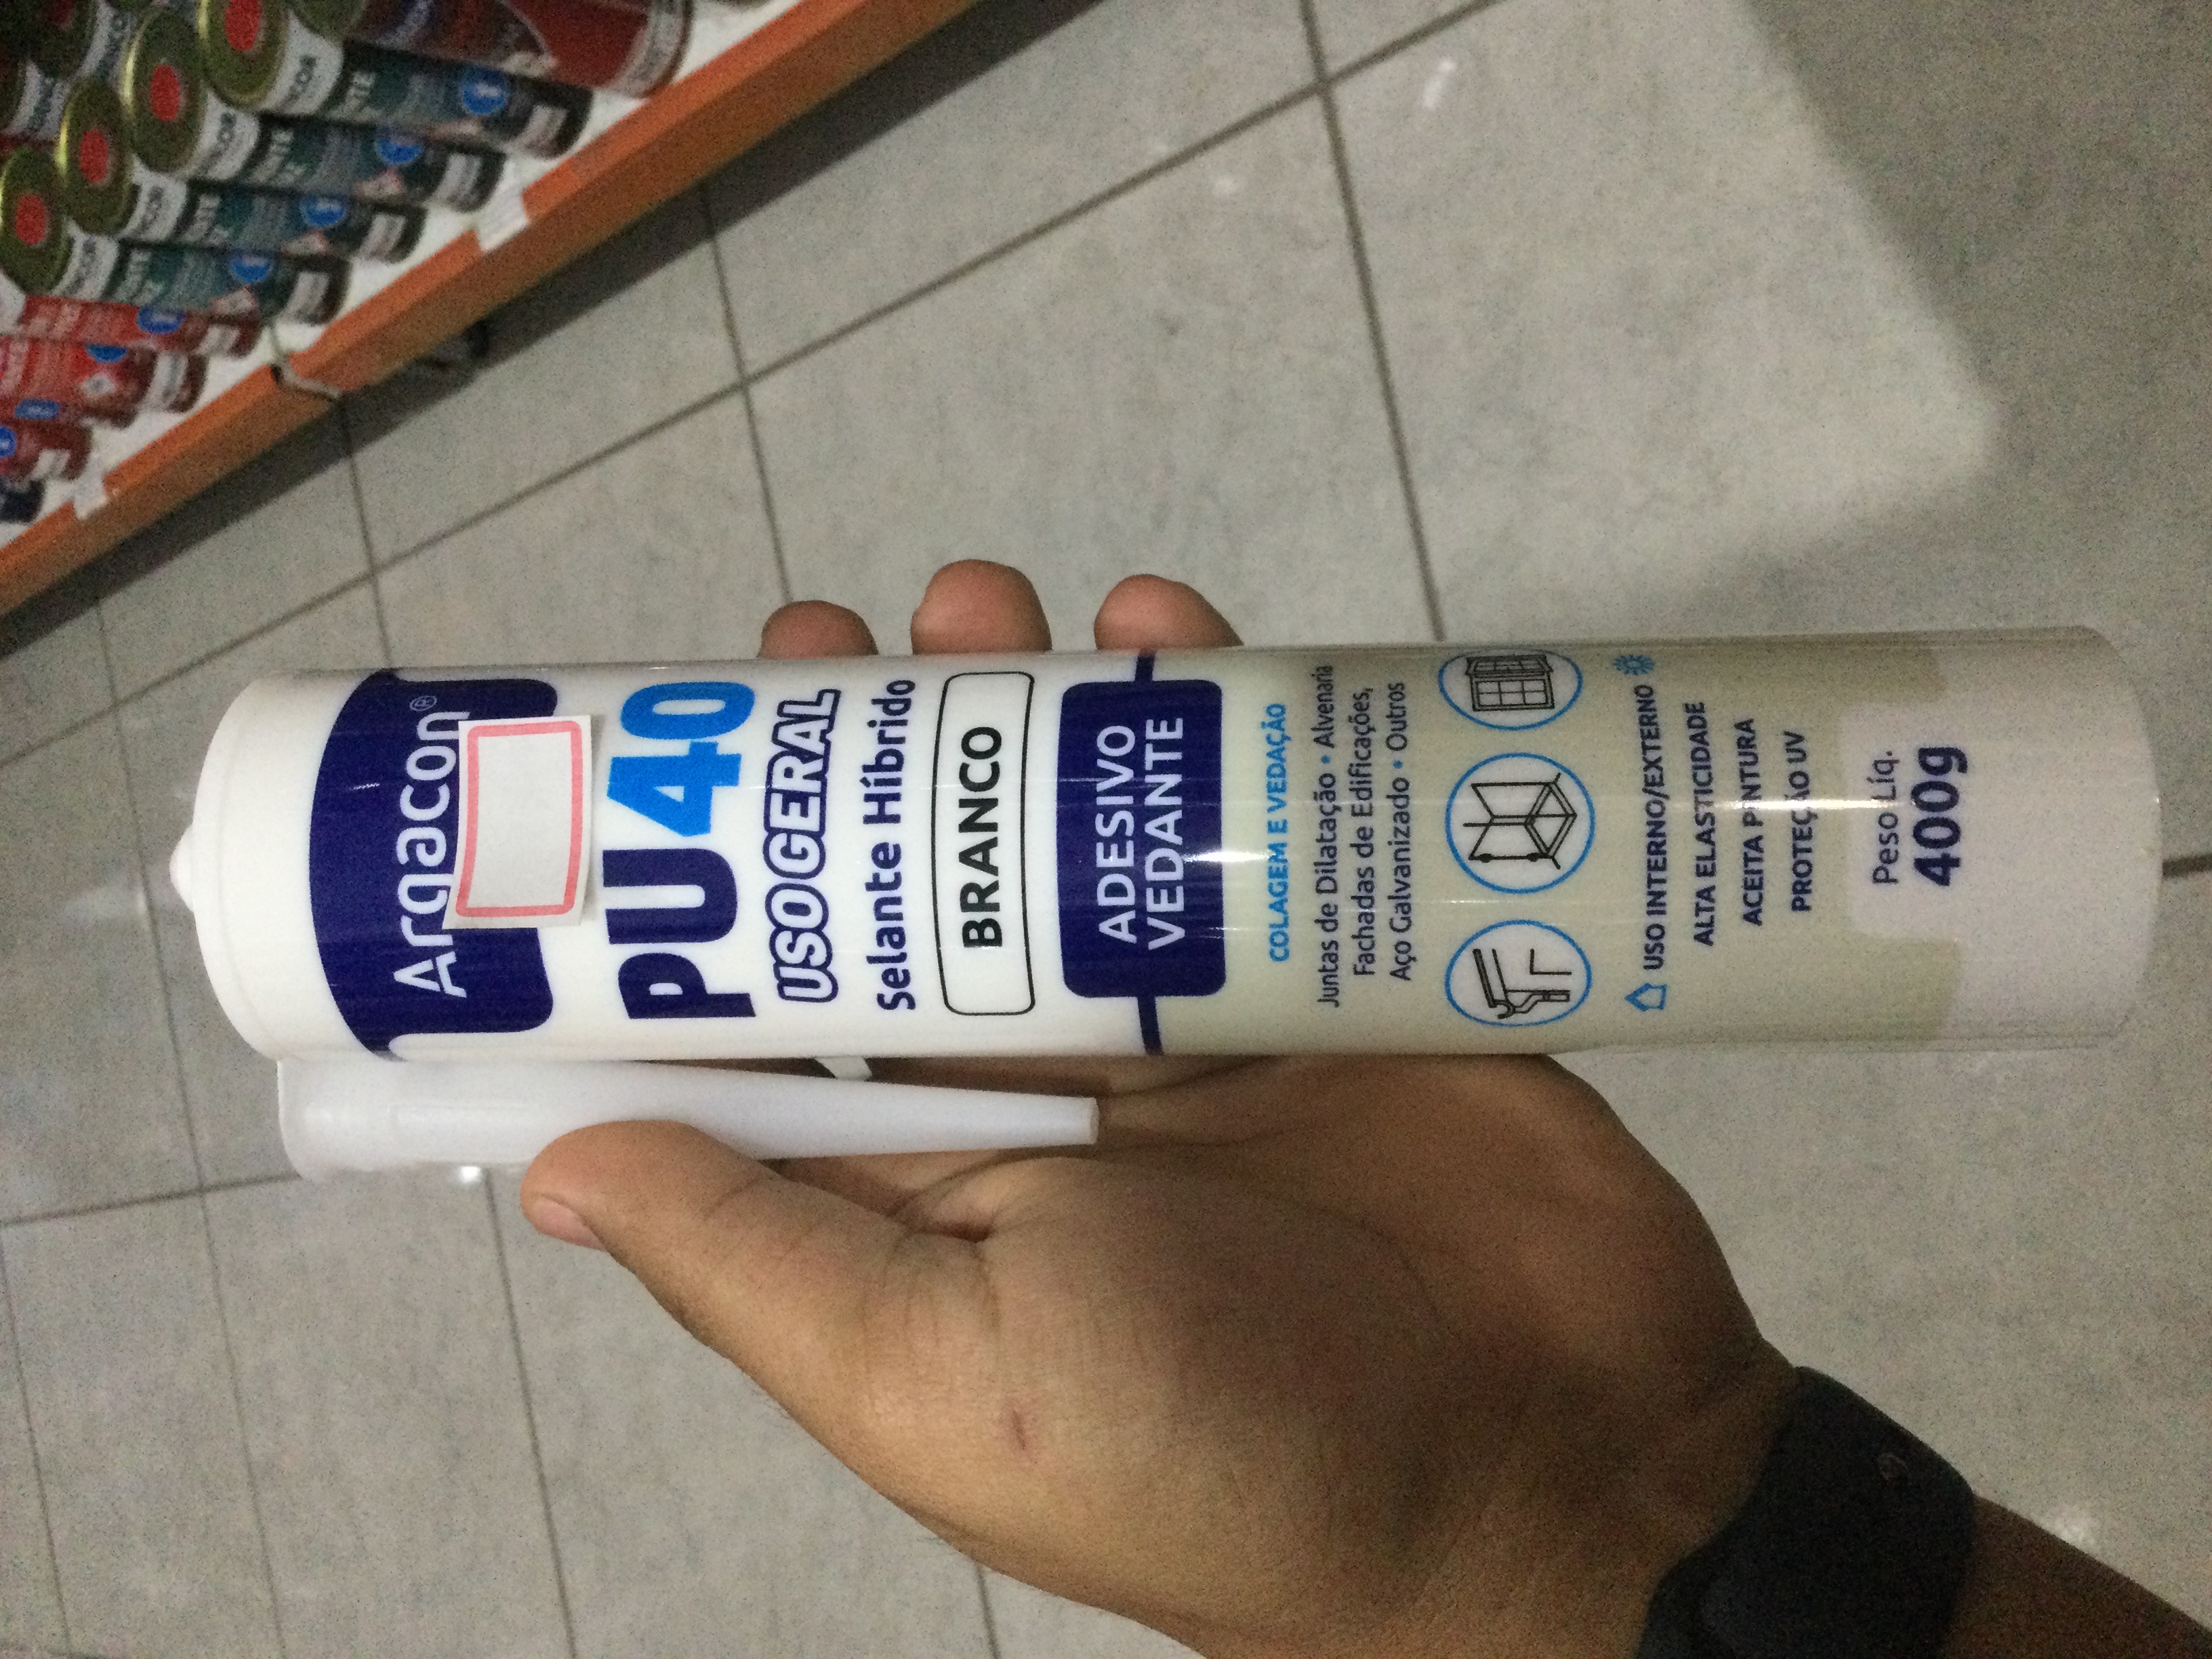 Argacon®
PU40
USO GERAL
Selante Híbrido
BRANCO
ADESIVO
VEDANTE
COLAGEM E VEDAÇÃO
Juntas de Dilatação • Alvenaria
Fachadas de Edificações,
Aço Galvanizado • Outros
USO INTERNO/EXTERNO
ALTA ELASTICIDADE
ACEITA PINTURA
PROTEÇÃO UV
Peso Líq.
400g